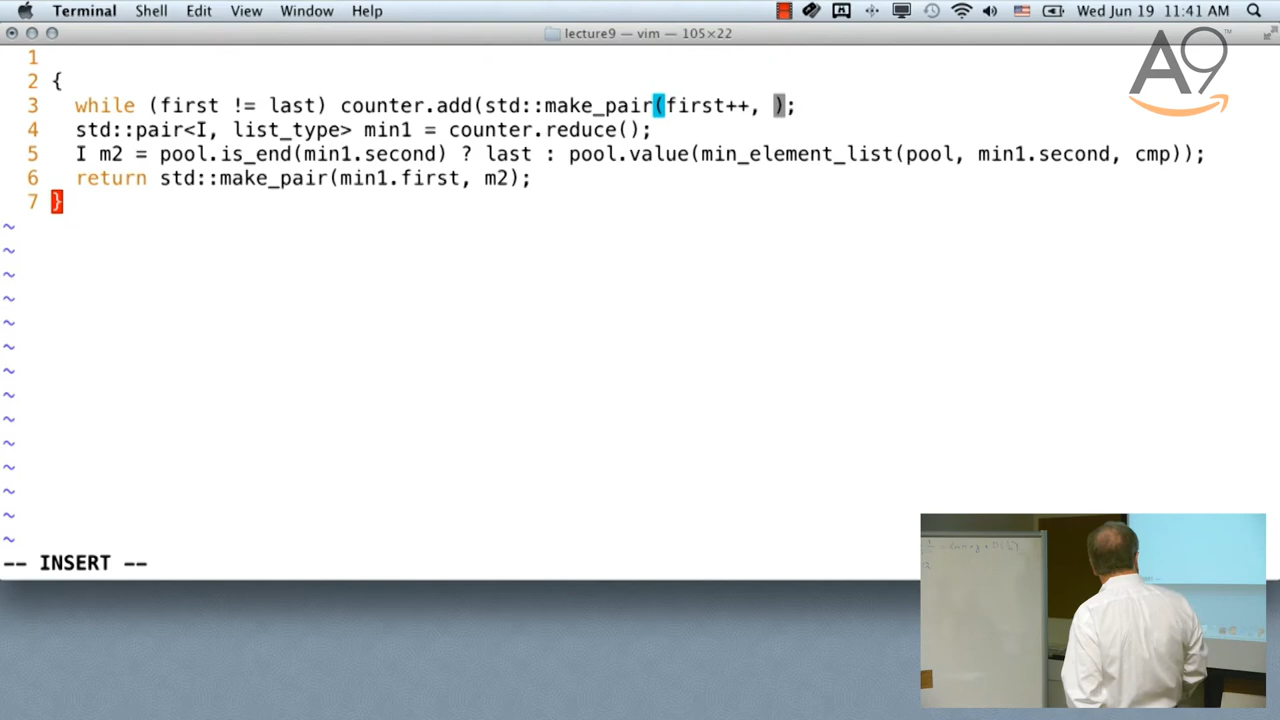 Terminal Shell Edit View Window Help Wed Jun 19 11:41 AM
lecture9 — vim — 105×22
A9™
1
2 {
3 while (first != last) counter.add(std::make_pair(first++, );
4 std::pair<I, list_type> min1 = counter.reduce();
5 I m2 = pool.is_end(min1.second) ? last : pool.value(min_element_list(pool, min1.second, cmp));
6 return std::make_pair(min1.first, m2);
7 }
~
~
~
~
~
~
~
~
~
~
~
~
~
~
-- INSERT --